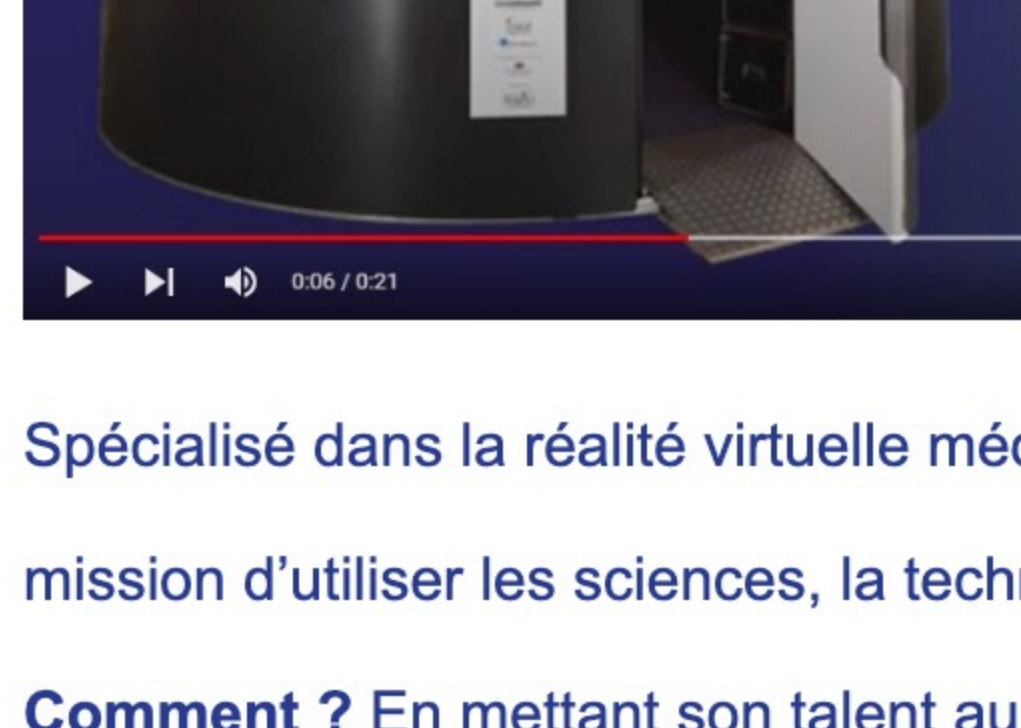 0:06 / 0:21
Spécialisé dans la réalité virtuelle méd
mission d’utiliser les sciences, la techn
Comment ? En mettant son talent au